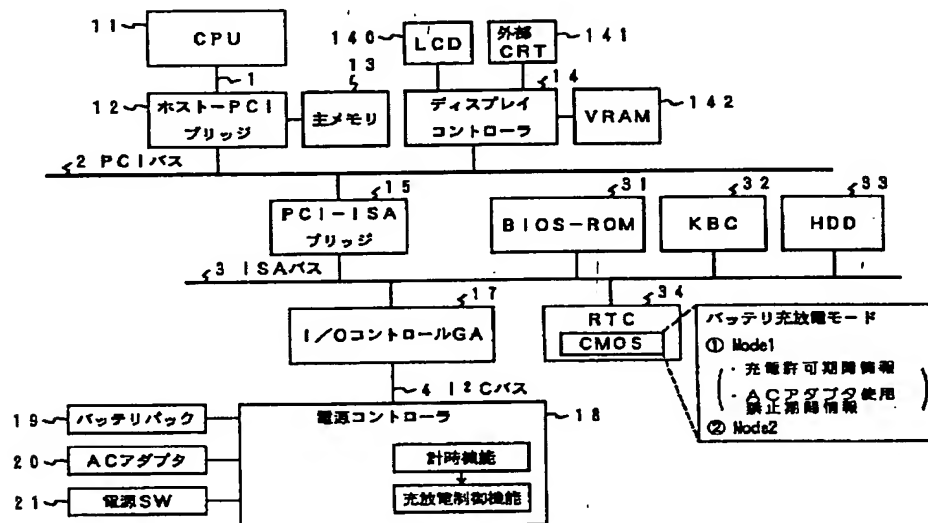 11
CPU
140
LCD
外部
CRT
141
1
13
14
12
ホスト－PCI
ブリッジ
主メモリ
ディスプレイ
コントローラ
VRAM
142
2 PCIバス
15
31
32
33
PCI－ISA
ブリッジ
BIOS－ROM
KBC
HDD
3 ISAバス
17
34
I/OコントロールGA
RTC
CMOS
バッテリ充放電モード
① Mode1
・充電許可期間情報
・ACアダプタ使用
禁止期間情報
② Mode2
4 I2Cバス
電源コントローラ
18
19
バッテリパック
20
ACアダプタ
21
電源SW
計時機能
充放電制御機能